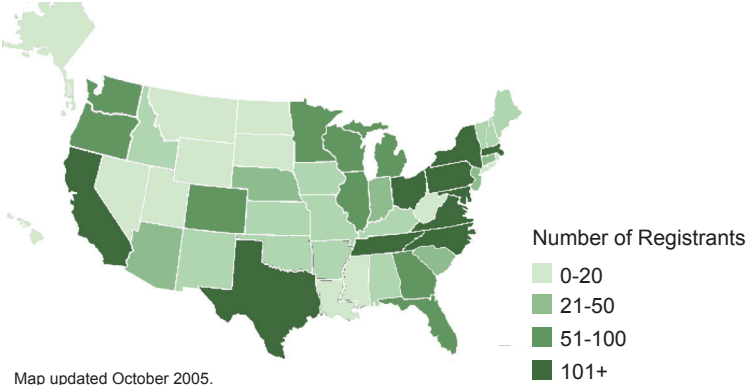 Number of Registrants
0-20
21-50
51-100
101+
Map updated October 2005.